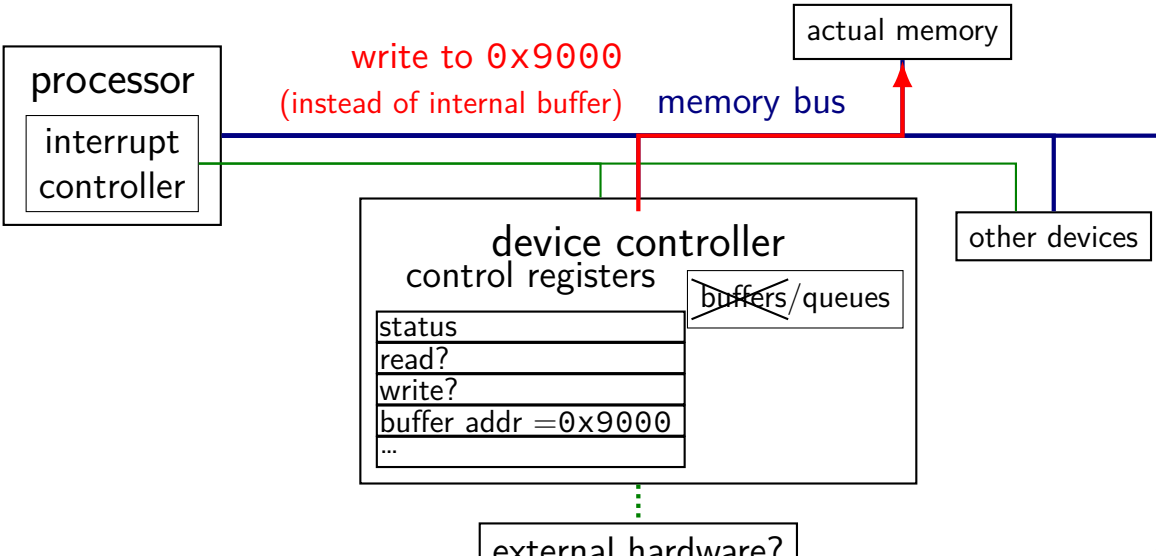 actual memory
write to 0x9000
(instead of internal buffer)
memory bus
processor
interrupt
controller
other devices
device controller
control registers
buffers/queues
status
read?
write?
buffer addr =0x9000
…
external hardware?